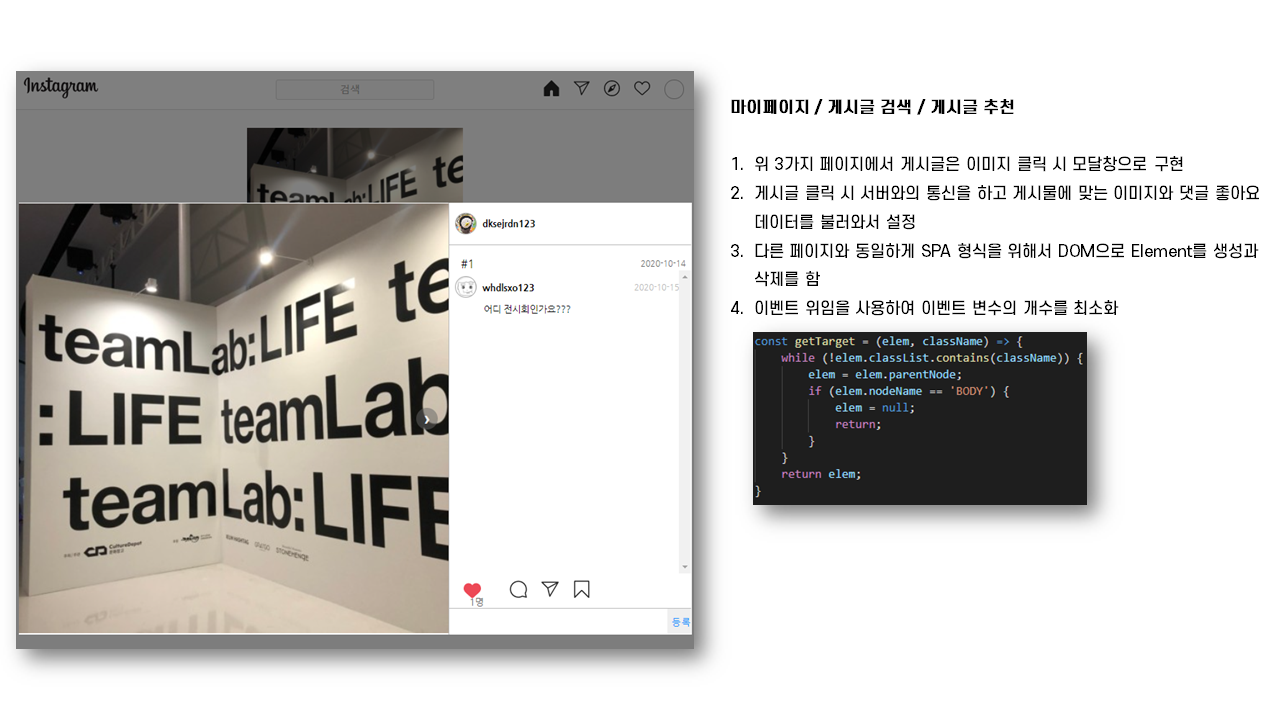 Instagram
검색
teamLab:LIFE
teamLab:LIFE te
:LIFE teamLab
teamLab:LIFE
CultureDepot
STONEHENGE
dksejrdn123
#1
2020-10-14
whdlsxo123
2020-10-15
어디 전시회인가요???
1명
등록
마이페이지 / 게시글 검색 / 게시글 추천
1. 위 3가지 페이지에서 게시글은 이미지 클릭 시 모달창으로 구현
2. 게시글 클릭 시 서버와의 통신을 하고 게시물에 맞는 이미지와 댓글 좋아요
데이터를 불러와서 설정
3. 다른 페이지와 동일하게 SPA 형식을 위해서 DOM으로 Element를 생성과
삭제를 함
4. 이벤트 위임을 사용하여 이벤트 변수의 개수를 최소화
const getTarget = (elem, className) => {
while (!elem.classList.contains(className)) {
elem = elem.parentNode;
if (elem.nodeName == 'BODY') {
elem = null;
return;
}
}
return elem;
}